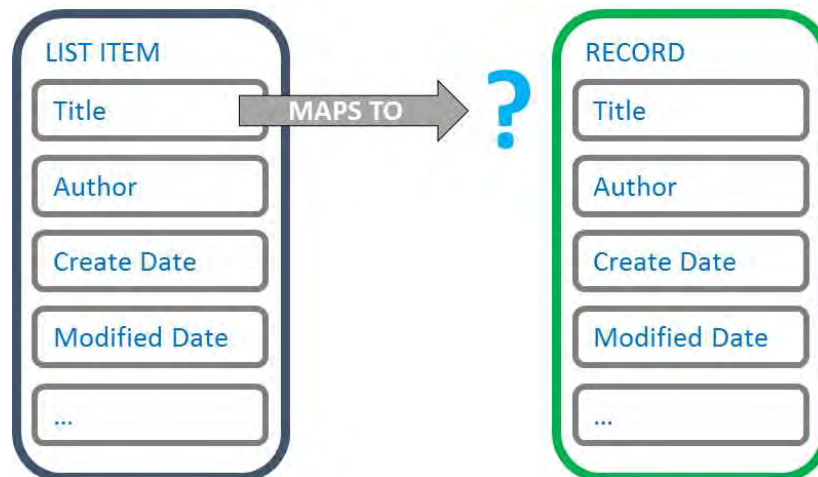 LIST ITEM
Title
Author
Create Date
Modified Date
...
MAPS TO
?
RECORD
Title
Author
Create Date
Modified Date
...